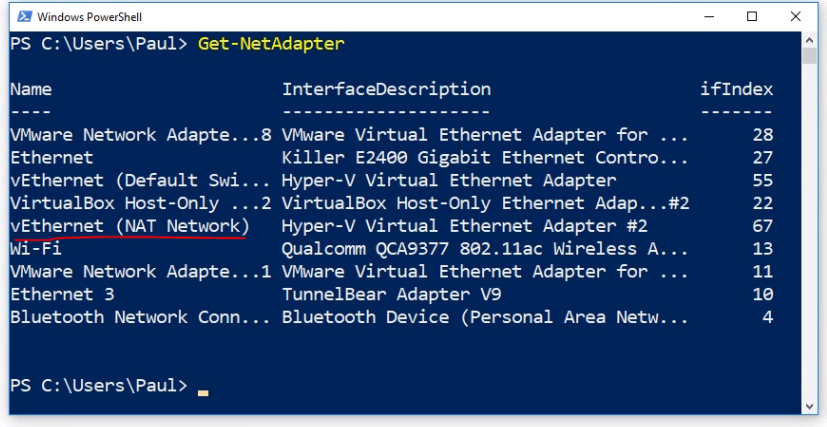 Windows PowerShell
PS C:\Users\Paul> Get-NetAdapter
Name InterfaceDescription ifIndex
---- -------------------- -------
VMware Network Adapte...8 VMware Virtual Ethernet Adapter for ... 28
Ethernet Killer E2400 Gigabit Ethernet Contro... 27
vEthernet (Default Swi... Hyper-V Virtual Ethernet Adapter 55
VirtualBox Host-Only ...2 VirtualBox Host-Only Ethernet Adap...#2 22
vEthernet (NAT Network) Hyper-V Virtual Ethernet Adapter #2 67
Wi-Fi Qualcomm QCA9377 802.11ac Wireless A... 13
VMware Network Adapte...1 VMware Virtual Ethernet Adapter for ... 11
Ethernet 3 TunnelBear Adapter V9 10
Bluetooth Network Conn... Bluetooth Device (Personal Area Netw... 4
PS C:\Users\Paul>